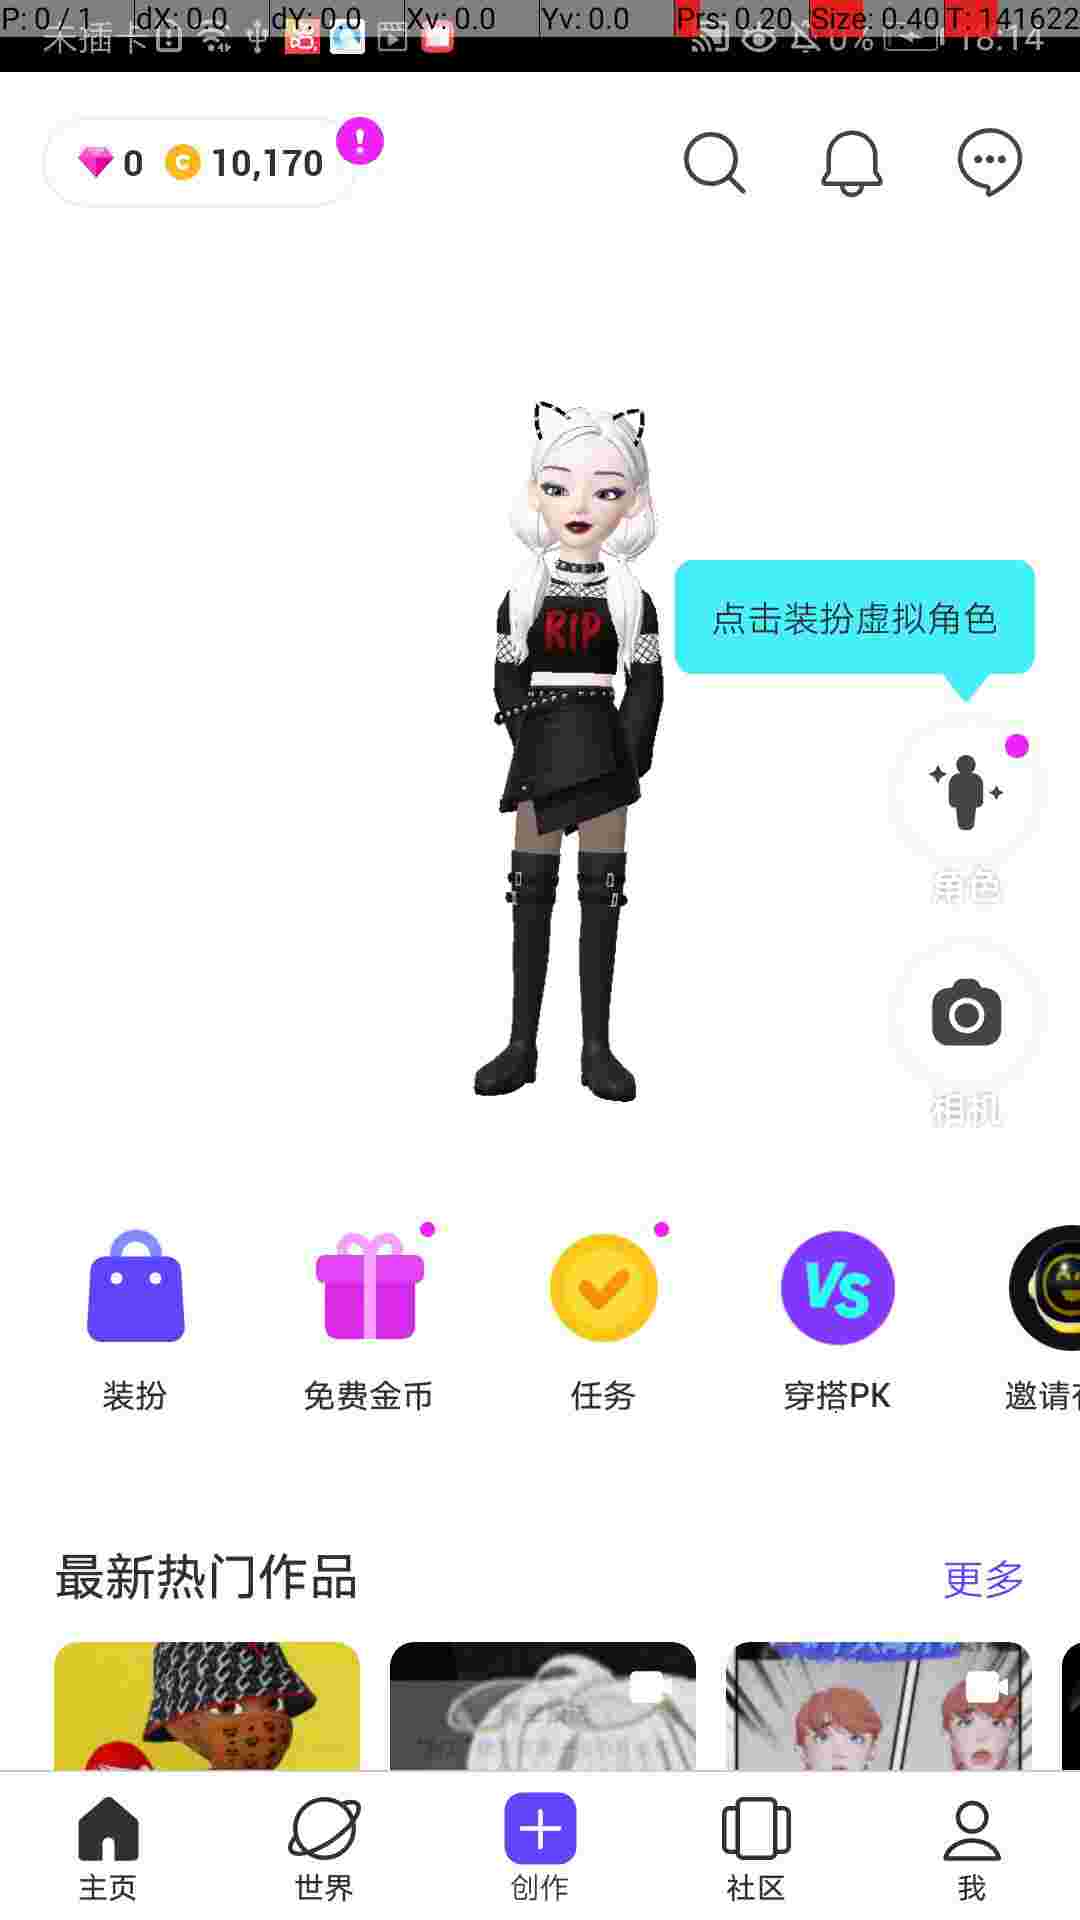 P: 0 / 1 dX: 0.0 dY: 0.0 Xv: 0.0 Yv: 0.0 Prs: 0.20 Size: 0.40 T: 141622
未插卡 0% 18:14
0 10,170
RIP
点击装扮虚拟角色
角色
相机
VS
装扮 免费金币 任务 穿搭PK 邀请
最新热门作品 更多
主页 世界 创作 社区 我